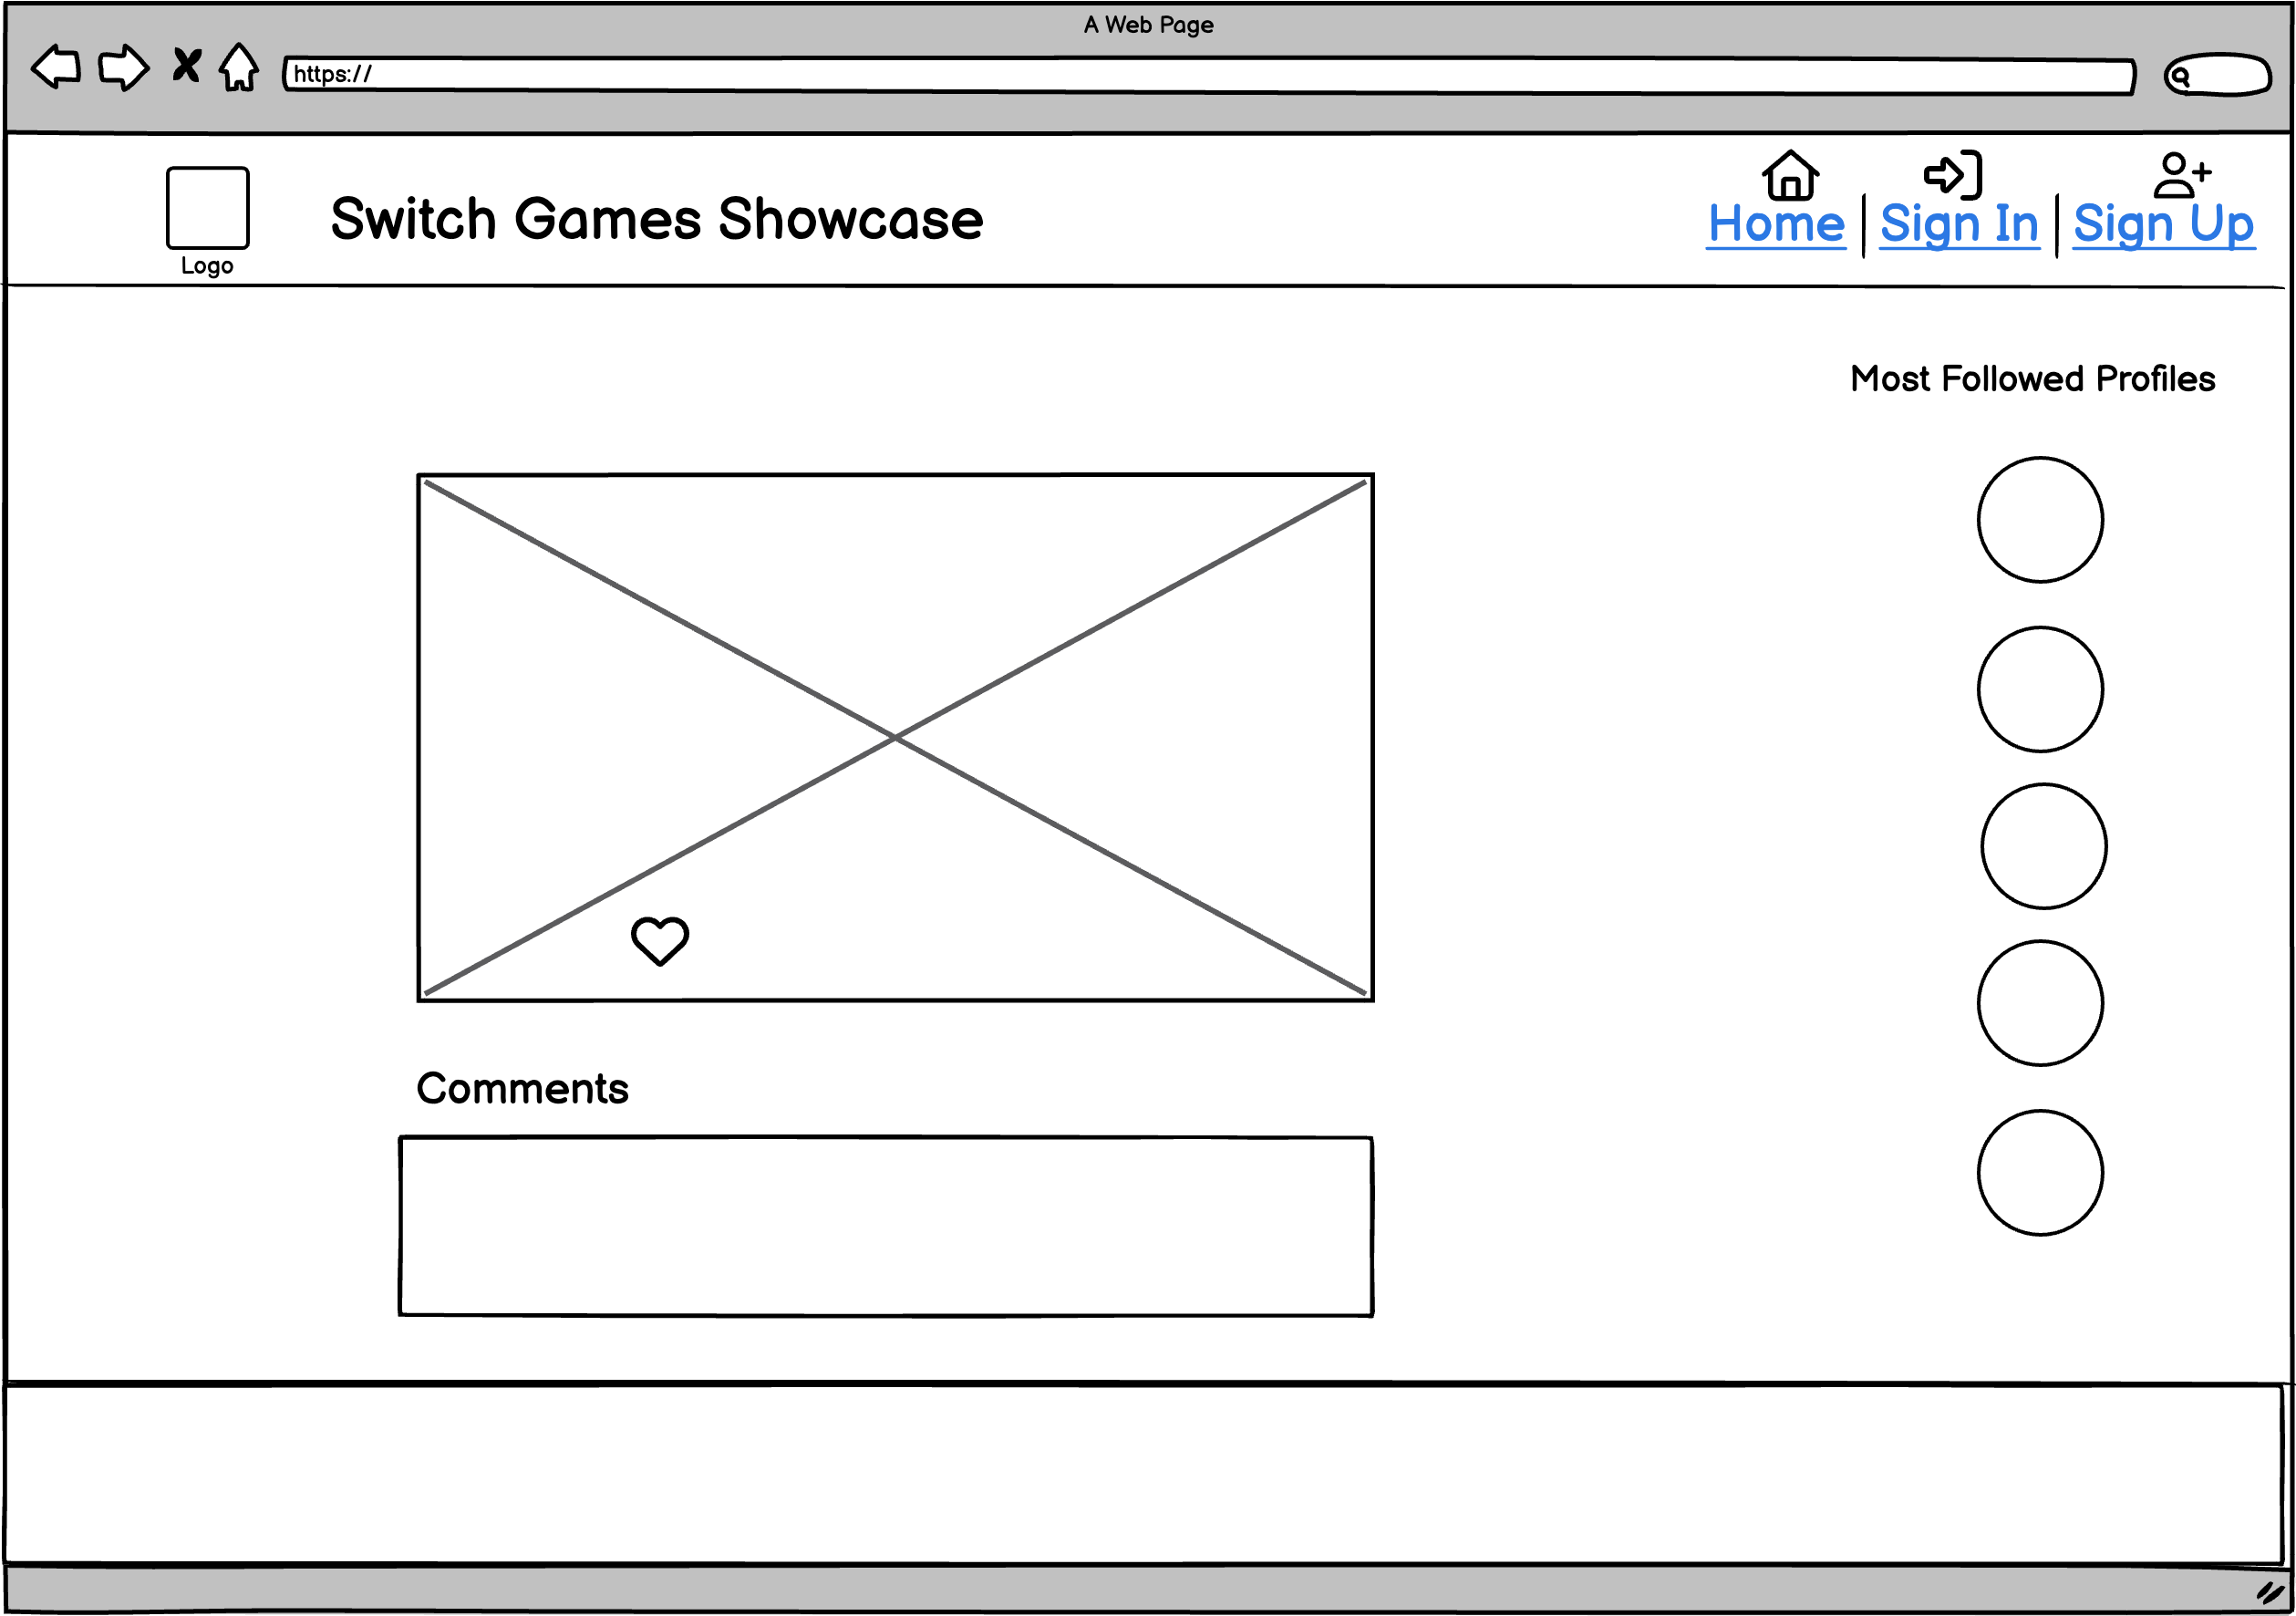 A Web Page
https://
Switch Games Showcase
Home | Sign In | Sign Up
Logo
Most Followed Profiles
Comments